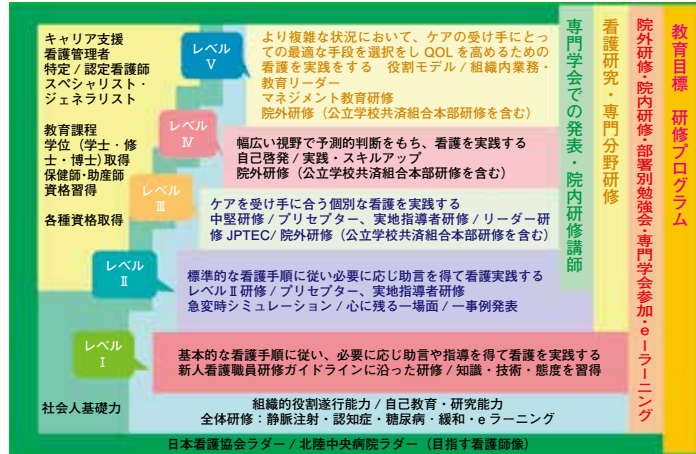 キャリア支援
看護管理者
特定 / 認定看護師
スペシャリスト・
ジェネラリスト
教育課程
学位（学士・修
士・博士）取得
保健師・助産師
資格習得
各種資格取得
レベル
Ⅴ
より複雑な状況において、ケアの受け手にとっ
ての最適な手段を選択をし QOL を高めるための
看護を実践をする　役割モデル / 組織内業務・
教育リーダー
マネジメント教育研修
院外研修（公立学校共済組合本部研修を含む）
レベル
Ⅳ
幅広い視野で予測的判断をもち、看護を実践する
自己啓発 / 実践・スキルアップ
院外研修（公立学校共済組合本部研修を含む）
レベル
Ⅲ
ケアを受け手に合う個別な看護を実践する
中堅研修 / プリセプター、実地指導者研修 / リーダー研
修 JPTEC/ 院外研修（公立学校共済組合本部研修を含む）
レベル
Ⅱ
標準的な看護手順に従い必要に応じ助言を得て看護実践する
レベルⅡ研修 / プリセプター、実地指導者研修
急変時シミュレーション / 心に残る一場面 / 一事例発表
レベル
Ⅰ
基本的な看護手順に従い、必要に応じ助言や指導を得て看護を実践する
新人看護職員研修ガイドラインに沿った研修 / 知識・技術・態度を習得
社会人基礎力
組織的役割遂行能力 / 自己教育・研究能力
全体研修：静脈注射・認知症・糖尿病・緩和・e ラーニング
日本看護協会ラダー / 北陸中央病院ラダー（目指す看護師像）
専門学会での発表・院内研修講師
看護研究・専門分野研修
院外研修・院内研修・部署別勉強会・専門学会参加・eラーニング
教育目標　研修プログラム